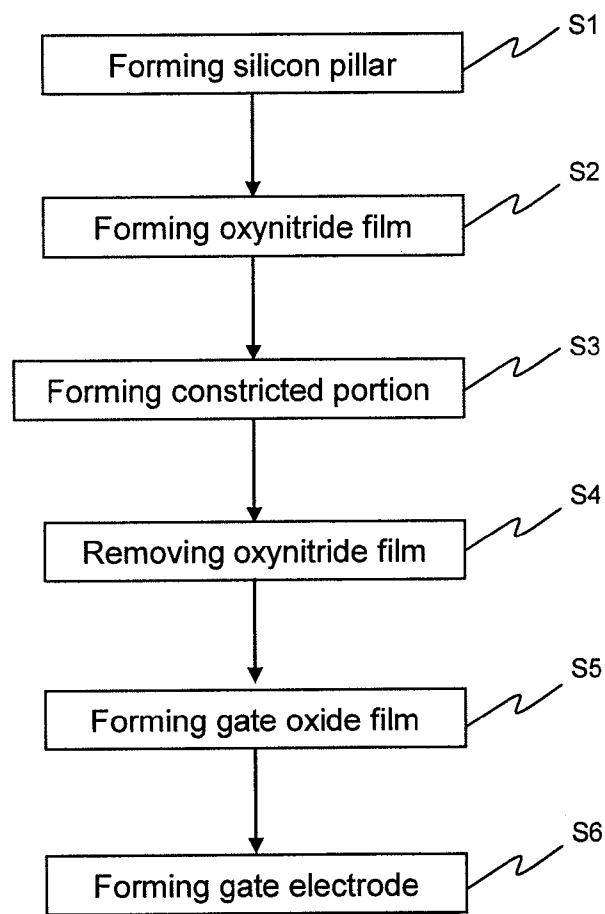 S1
Forming silicon pillar
S2
Forming oxynitride film
S3
Forming constricted portion
S4
Removing oxynitride film
S5
Forming gate oxide film
S6
Forming gate electrode